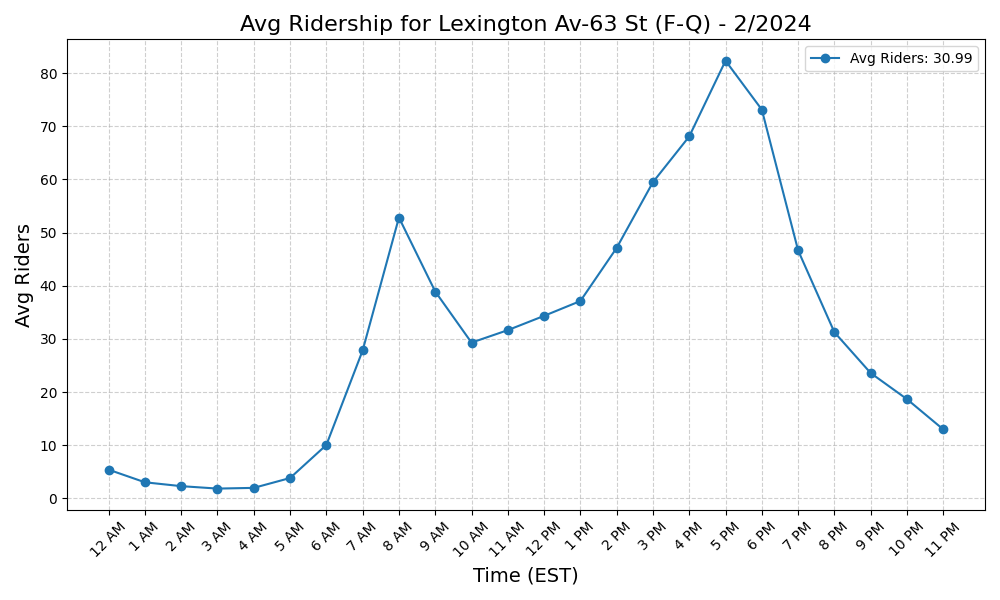 Avg Ridership for Lexington Av-63 St (F-Q) - 2/2024
Avg Riders: 30.99
Avg Riders
80
70
60
50
40
30
20
10
0
12 AM
1 AM
2 AM
3 AM
4 AM
5 AM
6 AM
7 AM
8 AM
9 AM
10 AM
11 AM
12 PM
1 PM
2 PM
3 PM
4 PM
5 PM
6 PM
7 PM
8 PM
9 PM
10 PM
11 PM
Time (EST)